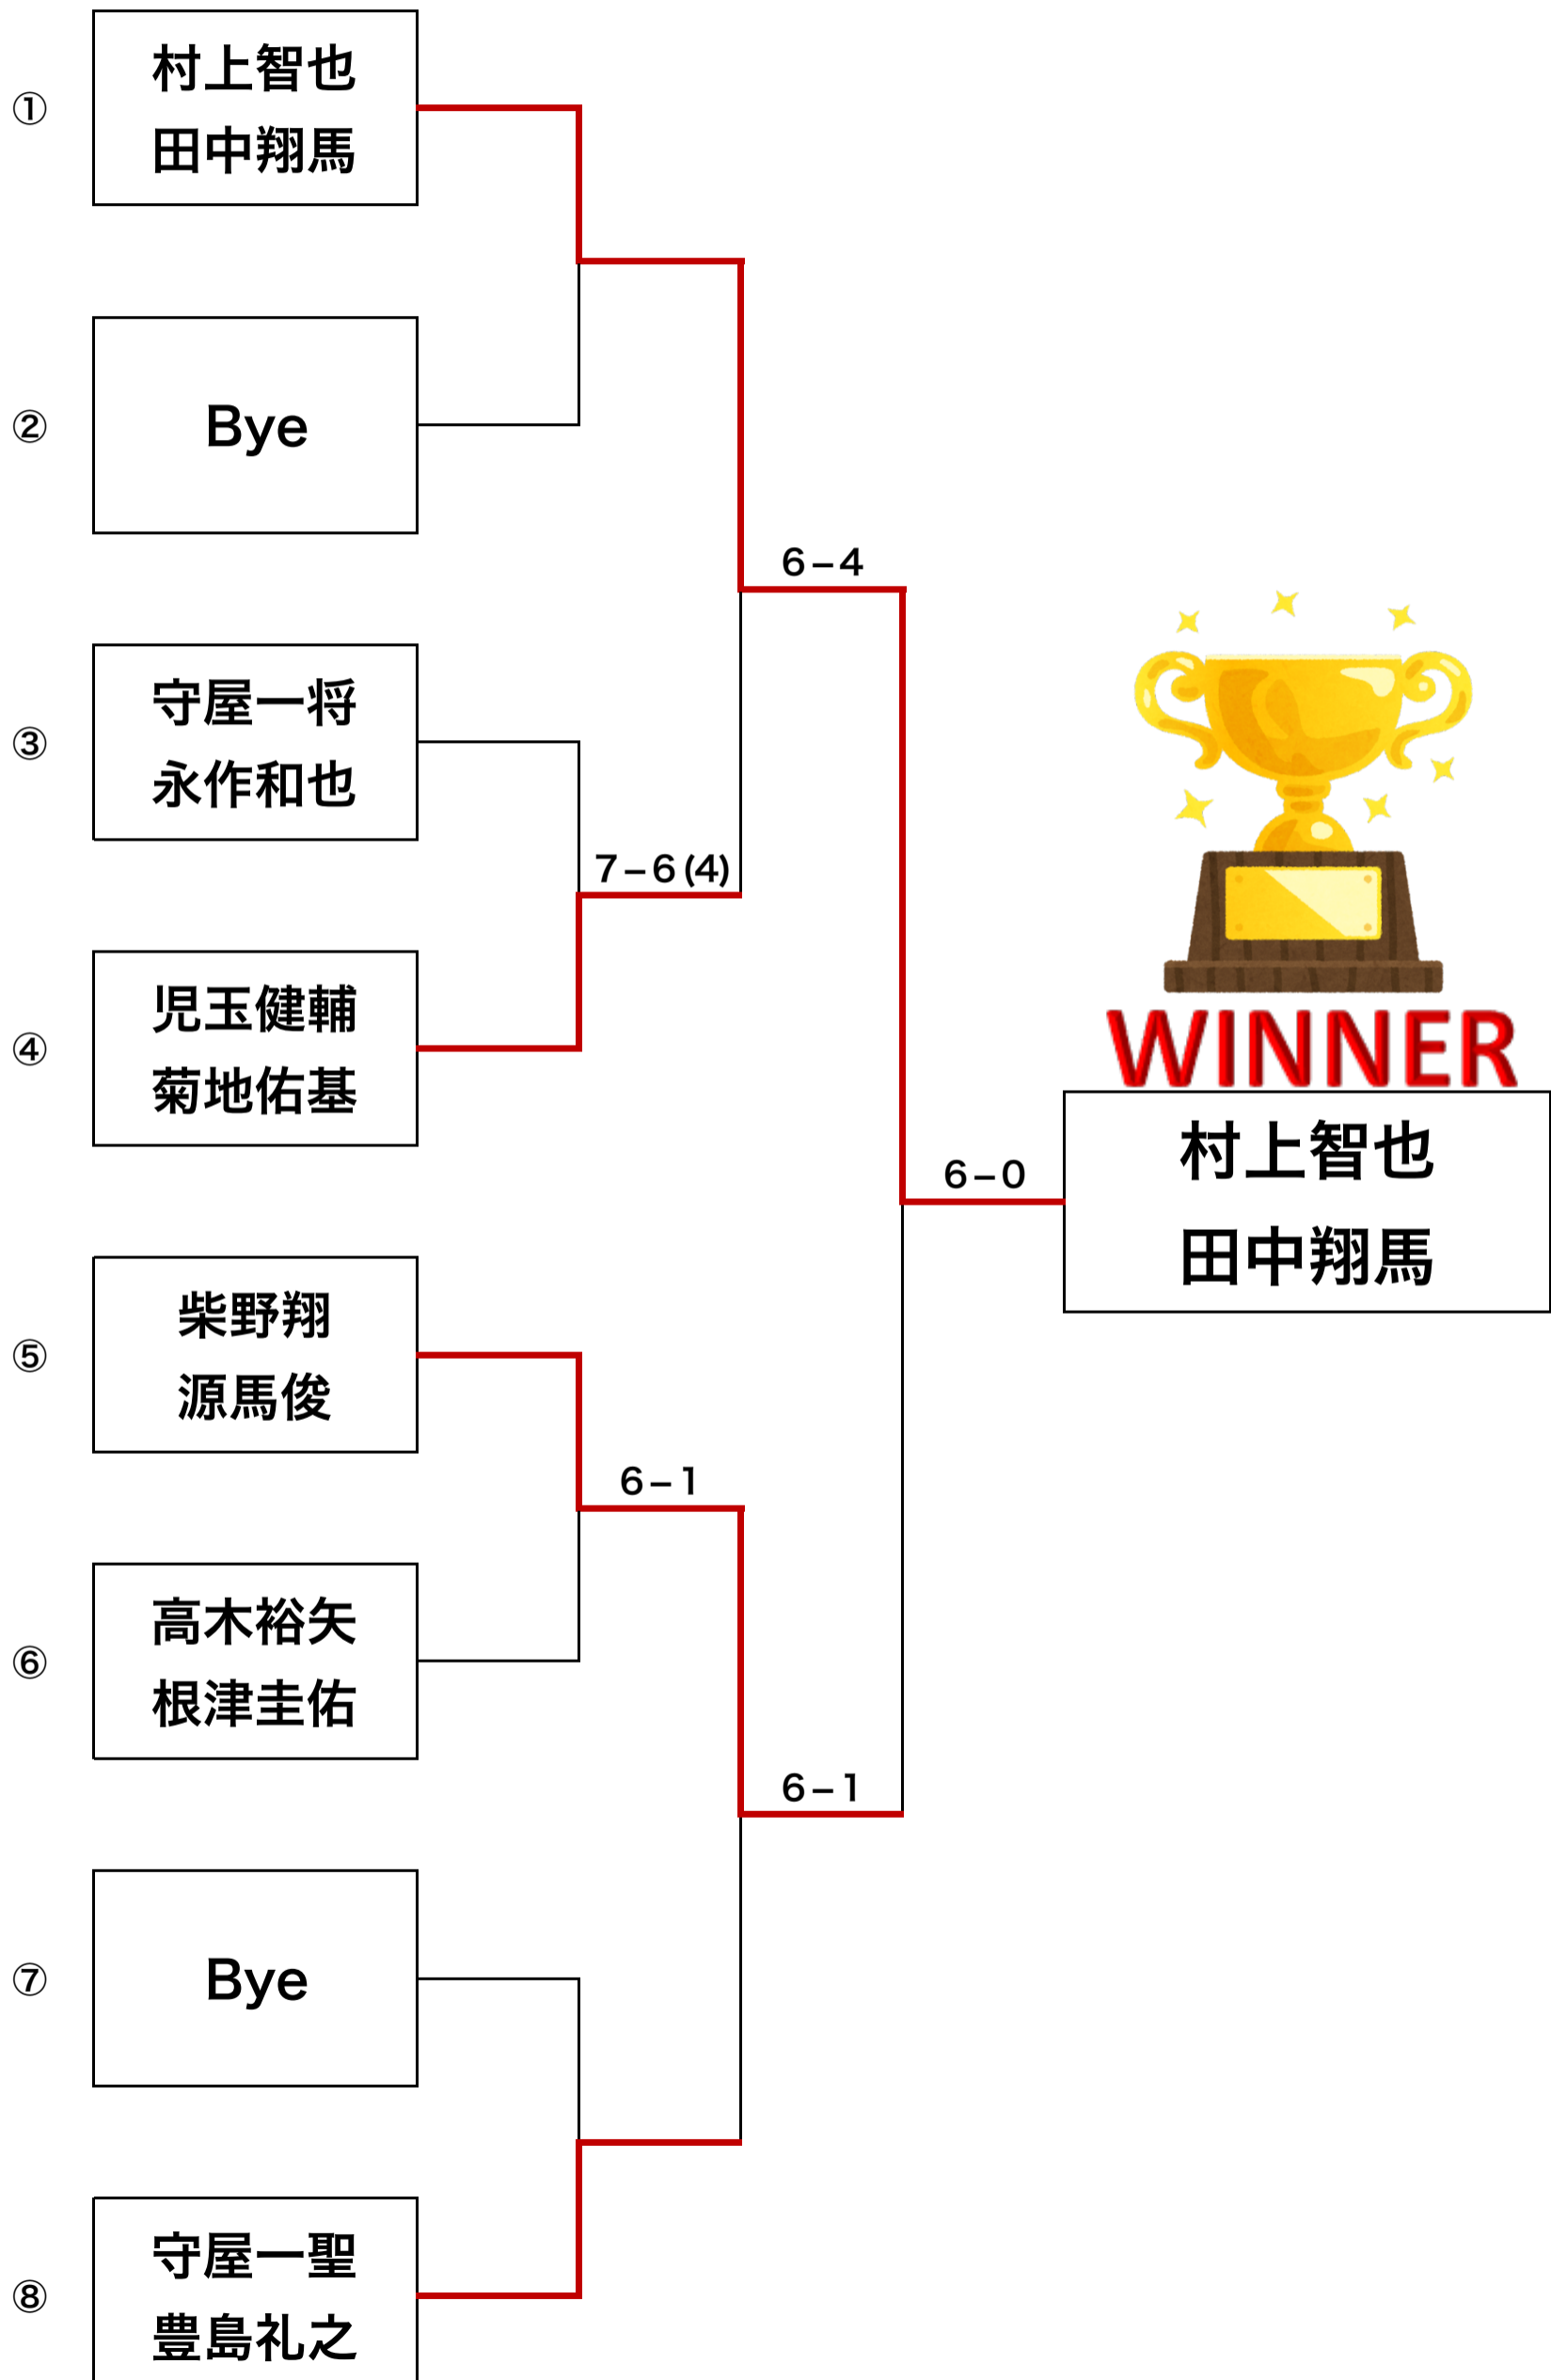 ①
村上智也
田中翔馬
②
Bye
6-4
③
守屋一将
永作和也
7-6(4)
④
児玉健輔
菊地佑基
WINNER
村上智也
田中翔馬
6-0
⑤
柴野翔
源馬俊
6-1
⑥
高木裕矢
根津圭佑
6-1
⑦
Bye
⑧
守屋一聖
豊島礼之